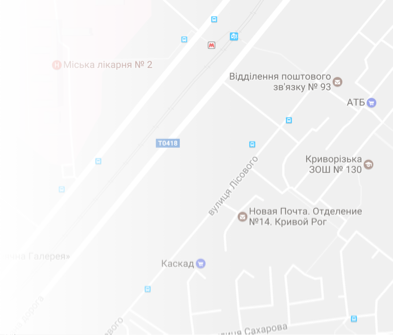 Міська лікарня № 2
Відділення поштового
зв'язку № 93
АТБ
Т0418
Криворізька
ЗОШ № 130
вулиця Лісового
Новая Почта. Отделение
№14. Кривой Рог
Галерея»
Каскад
Сахарова